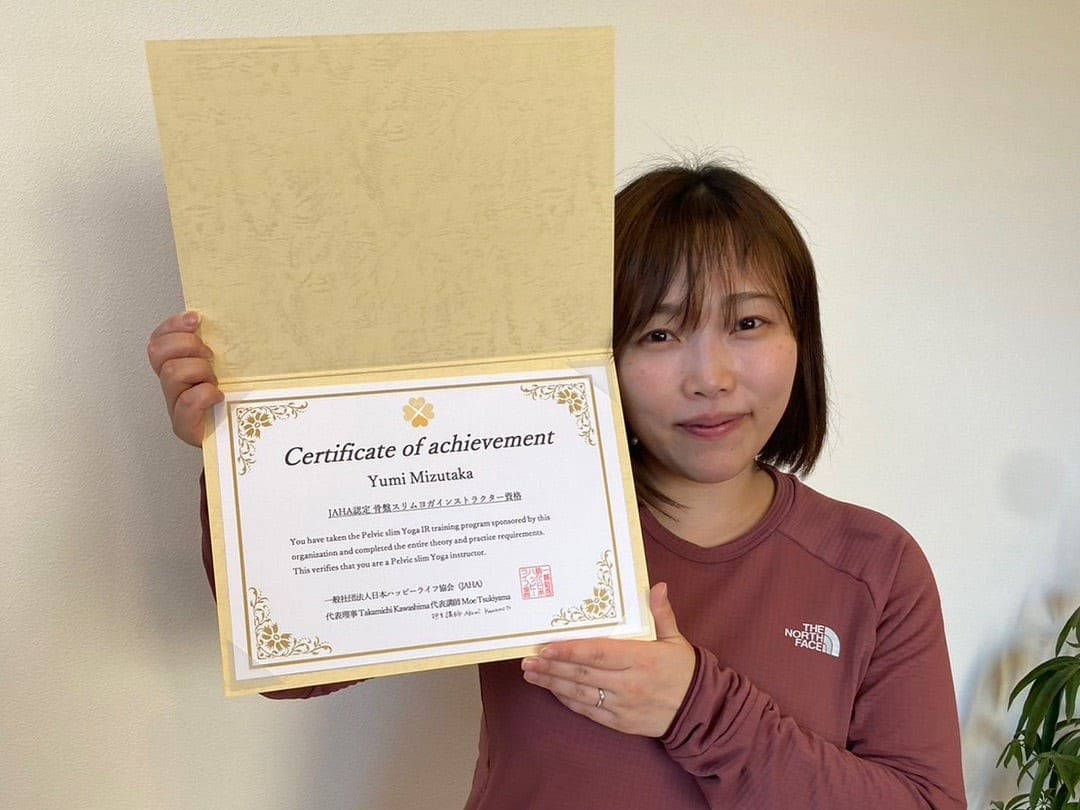 Certificate of achievement
Yumi Mizutaka
JAHA認定 骨盤スリムヨガインストラクター資格
You have taken the Pelvic slim Yoga IR training program sponsored by this
organization and completed the entire theory and practice requirements.
This verifies that you are a Pelvic slim Yoga instructor.
一般社団法人日本ハッピーライフ協会（JAHA）
代表理事 Takamichi Kawashima 代表講師 Moe Tsukiyama
THE
NORTH
FACE